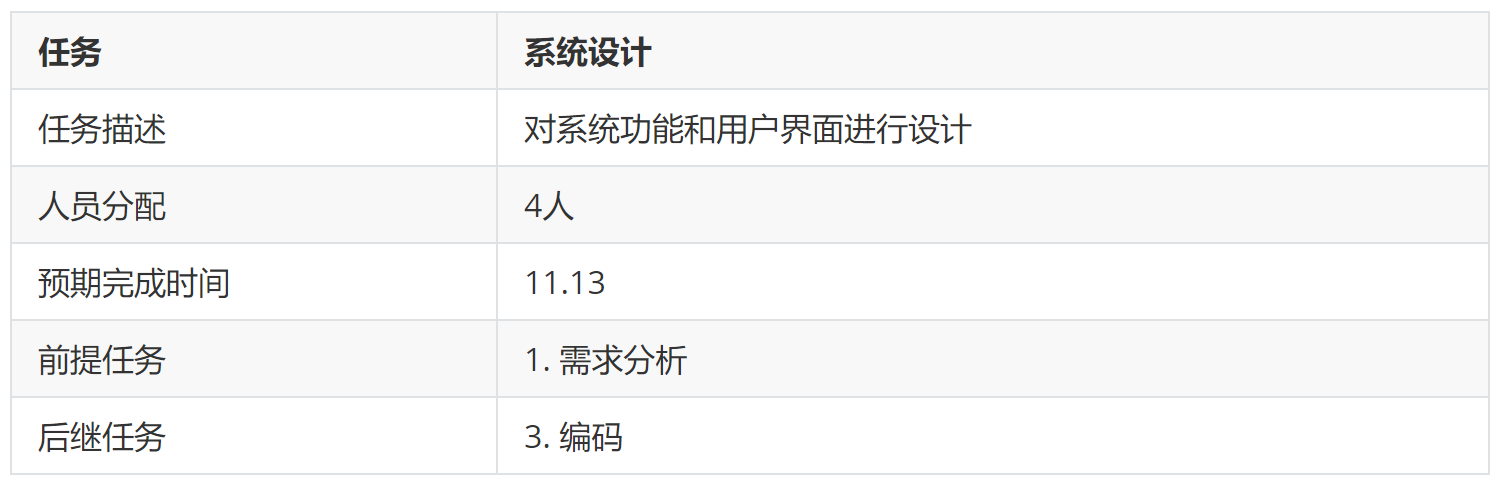 任务 系统设计
任务描述 对系统功能和用户界面进行设计
人员分配 4人
预期完成时间 11.13
前提任务 1. 需求分析
后继任务 3. 编码